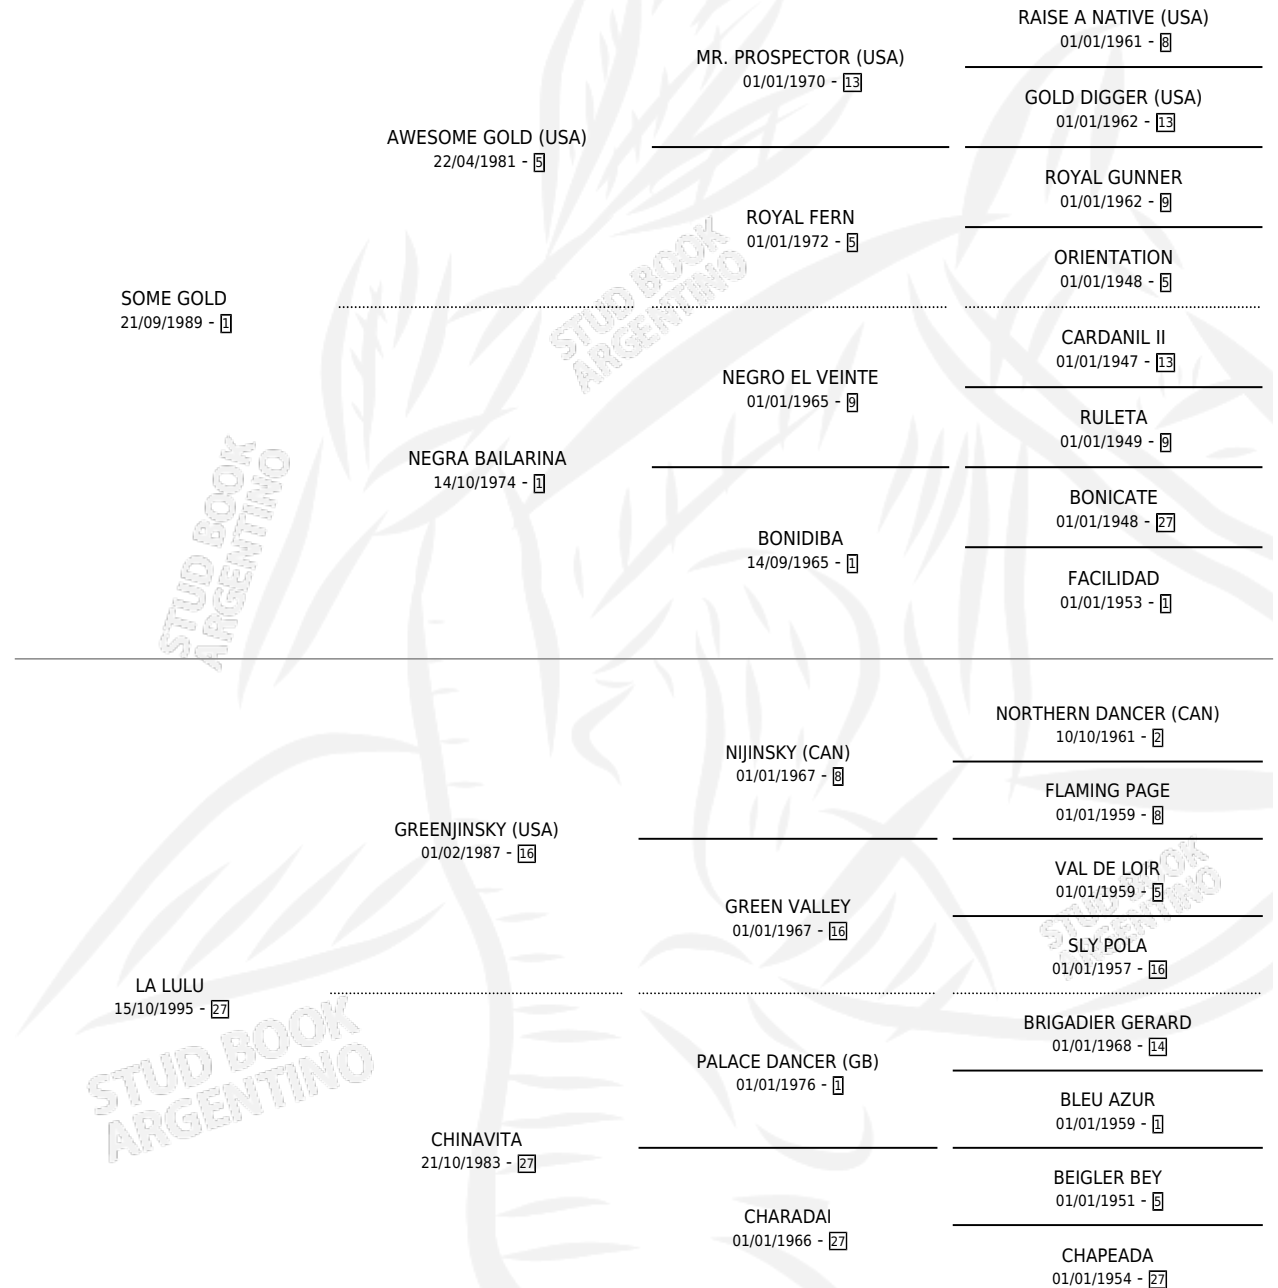 RAISE A NATIVE (USA)
01/01/1961 - 8
MR. PROSPECTOR (USA)
01/01/1970 - 13
GOLD DIGGER (USA)
01/01/1962 - 13
AWESOME GOLD (USA)
22/04/1981 - 5
ROYAL GUNNER
01/01/1962 - 9
ROYAL FERN
01/01/1972 - 5
ORIENTATION
01/01/1948 - 5
SOME GOLD
21/09/1989 - 1
CARDANIL II
01/01/1947 - 13
NEGRO EL VEINTE
01/01/1965 - 9
RULETA
01/01/1949 - 9
NEGRA BAILARINA
14/10/1974 - 1
BONICATE
01/01/1948 - 27
BONIDIBA
14/09/1965 - 1
FACILIDAD
01/01/1953 - 1
STUD BOOK
ARGENTINO
STUD BOOK
ARGENTINO
NORTHERN DANCER (CAN)
10/10/1961 - 2
NIJINSKY (CAN)
01/01/1967 - 8
FLAMING PAGE
01/01/1959 - 8
GREENJINSKY (USA)
01/02/1987 - 16
VAL DE LOIR
01/01/1959 - 5
GREEN VALLEY
01/01/1967 - 16
SLY POLA
01/01/1957 - 16
LA LULU
15/10/1995 - 27
BRIGADIER GERARD
01/01/1968 - 14
PALACE DANCER (GB)
01/01/1976 - 1
BLEU AZUR
01/01/1959 - 1
CHINAVITA
21/10/1983 - 27
BEIGLER BEY
01/01/1951 - 5
CHARADAI
01/01/1966 - 27
CHAPEADA
01/01/1954 - 27
STUD BOOK
ARGENTINO
STUD BOOK
ARGENTINO